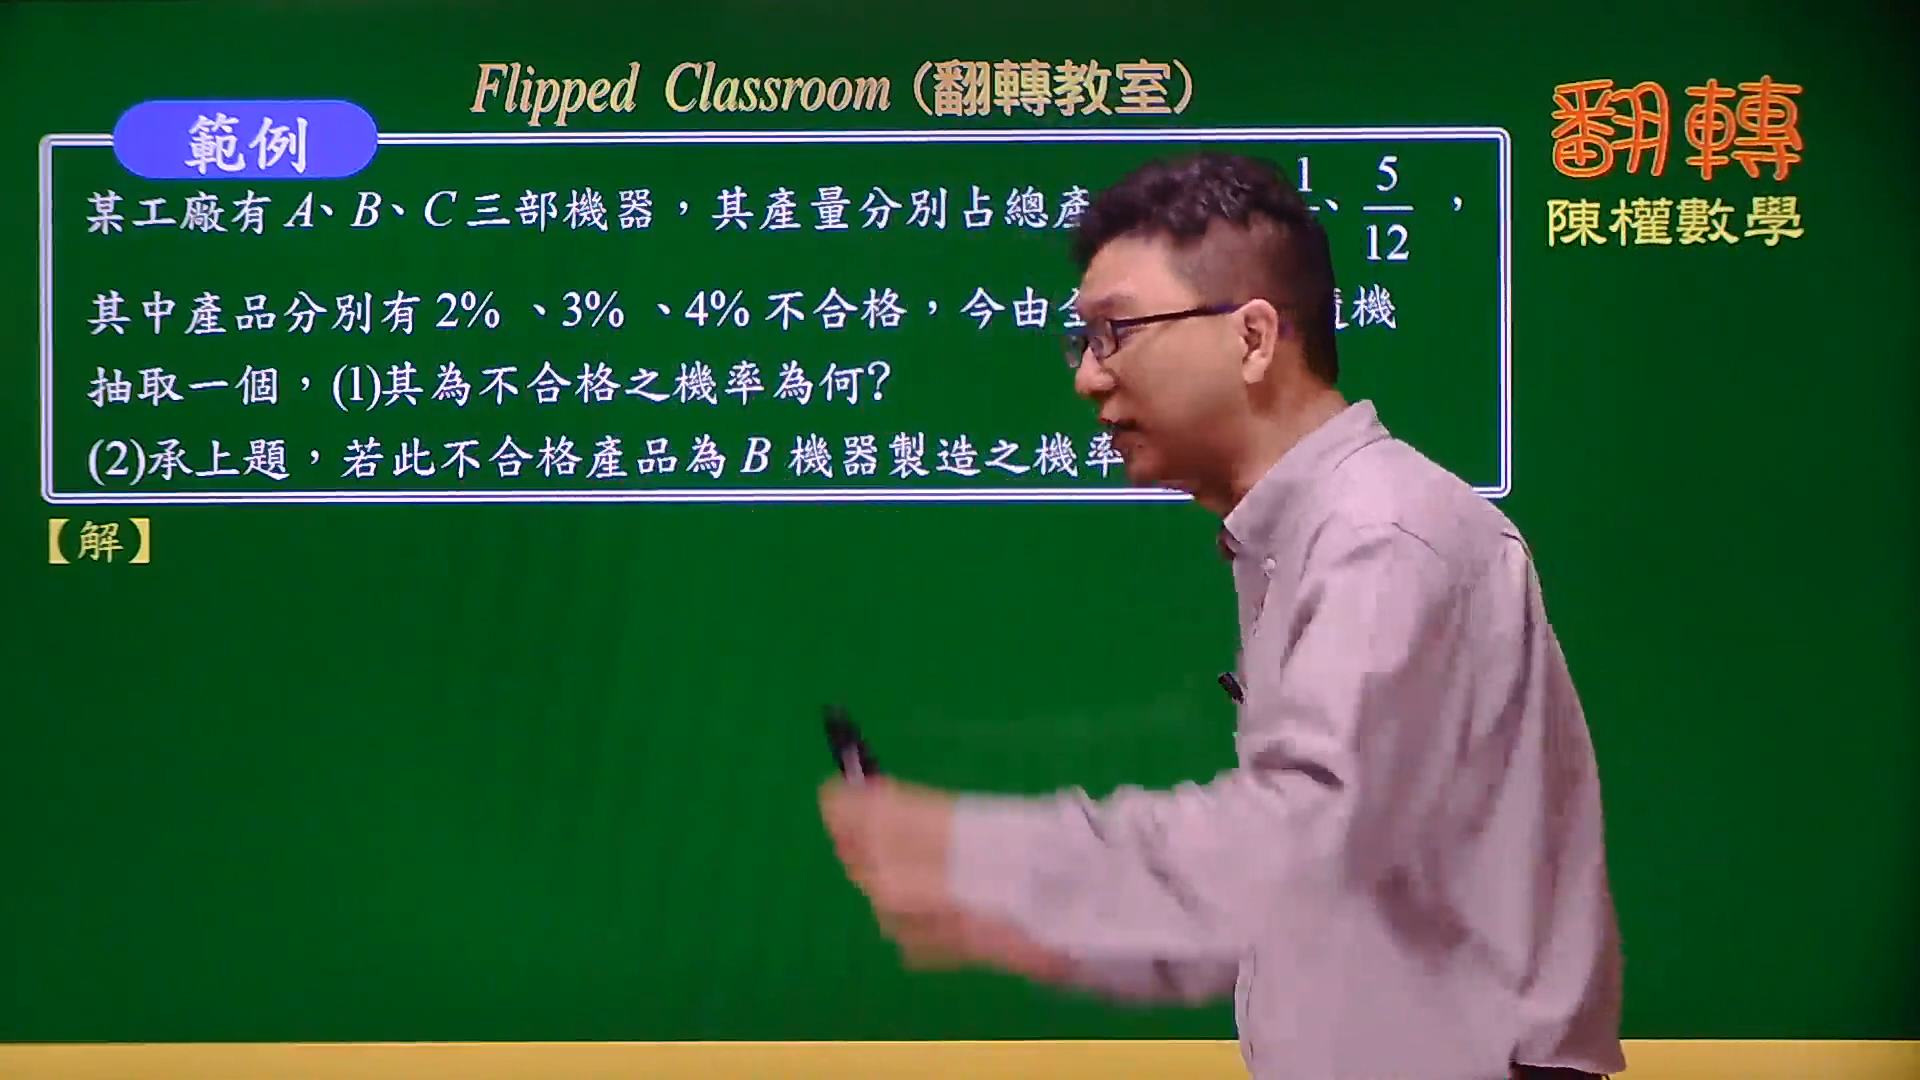 Flipped Classroom (翻轉教室)
翻轉
陳權數學
範例
某工廠有 A、B、C 三部機器，其產量分別占總產 1 、 5/12 ，
其中產品分別有 2% 、3% 、4% 不合格，今由 機
抽取一個，(1)其為不合格之機率為何？
(2)承上題，若此不合格產品為 B 機器製造之機率
【解】